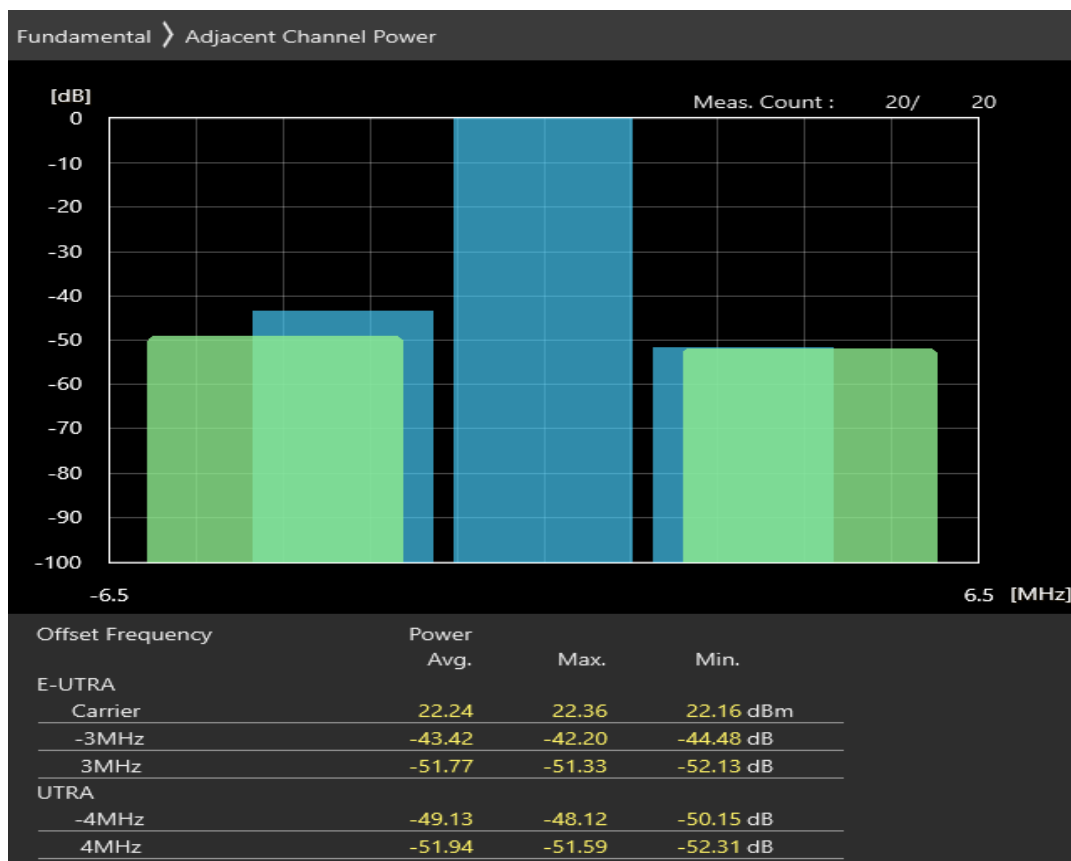 Fundamental 〉 Adjacent Channel Power
[dB]
Meas. Count : 20/ 20
0
-10
-20
-30
-40
-50
-60
-70
-80
-90
-100
-6.5 6.5 [MHz]
Offset Frequency Power
Avg. Max. Min.
E-UTRA
Carrier 22.24 22.36 22.16 dBm
-3MHz -43.42 -42.20 -44.48 dB
3MHz -51.77 -51.33 -52.13 dB
UTRA
-4MHz -49.13 -48.12 -50.15 dB
4MHz -51.94 -51.59 -52.31 dB